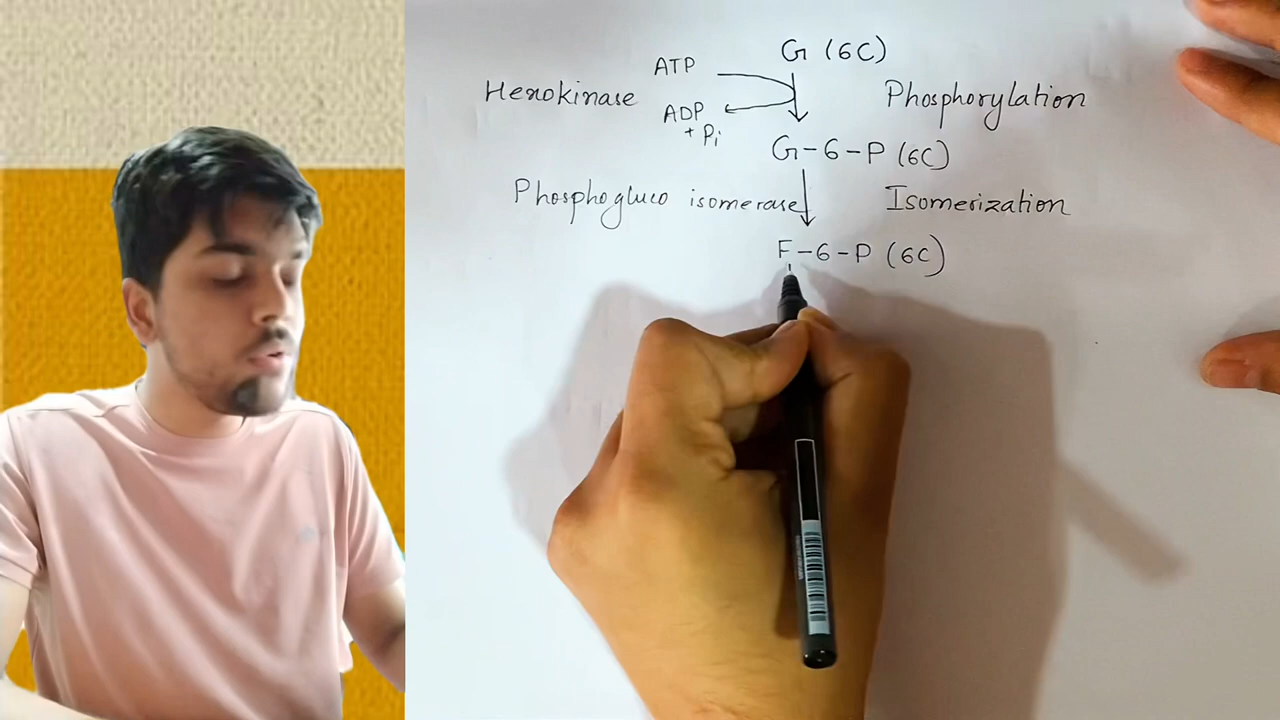 G (6C)
ATP
Hexokinase
Phosphorylation
ADP
+ Pi
G-6-P (6C)
Phosphogluco isomerase
Isomerization
F-6-P (6C)